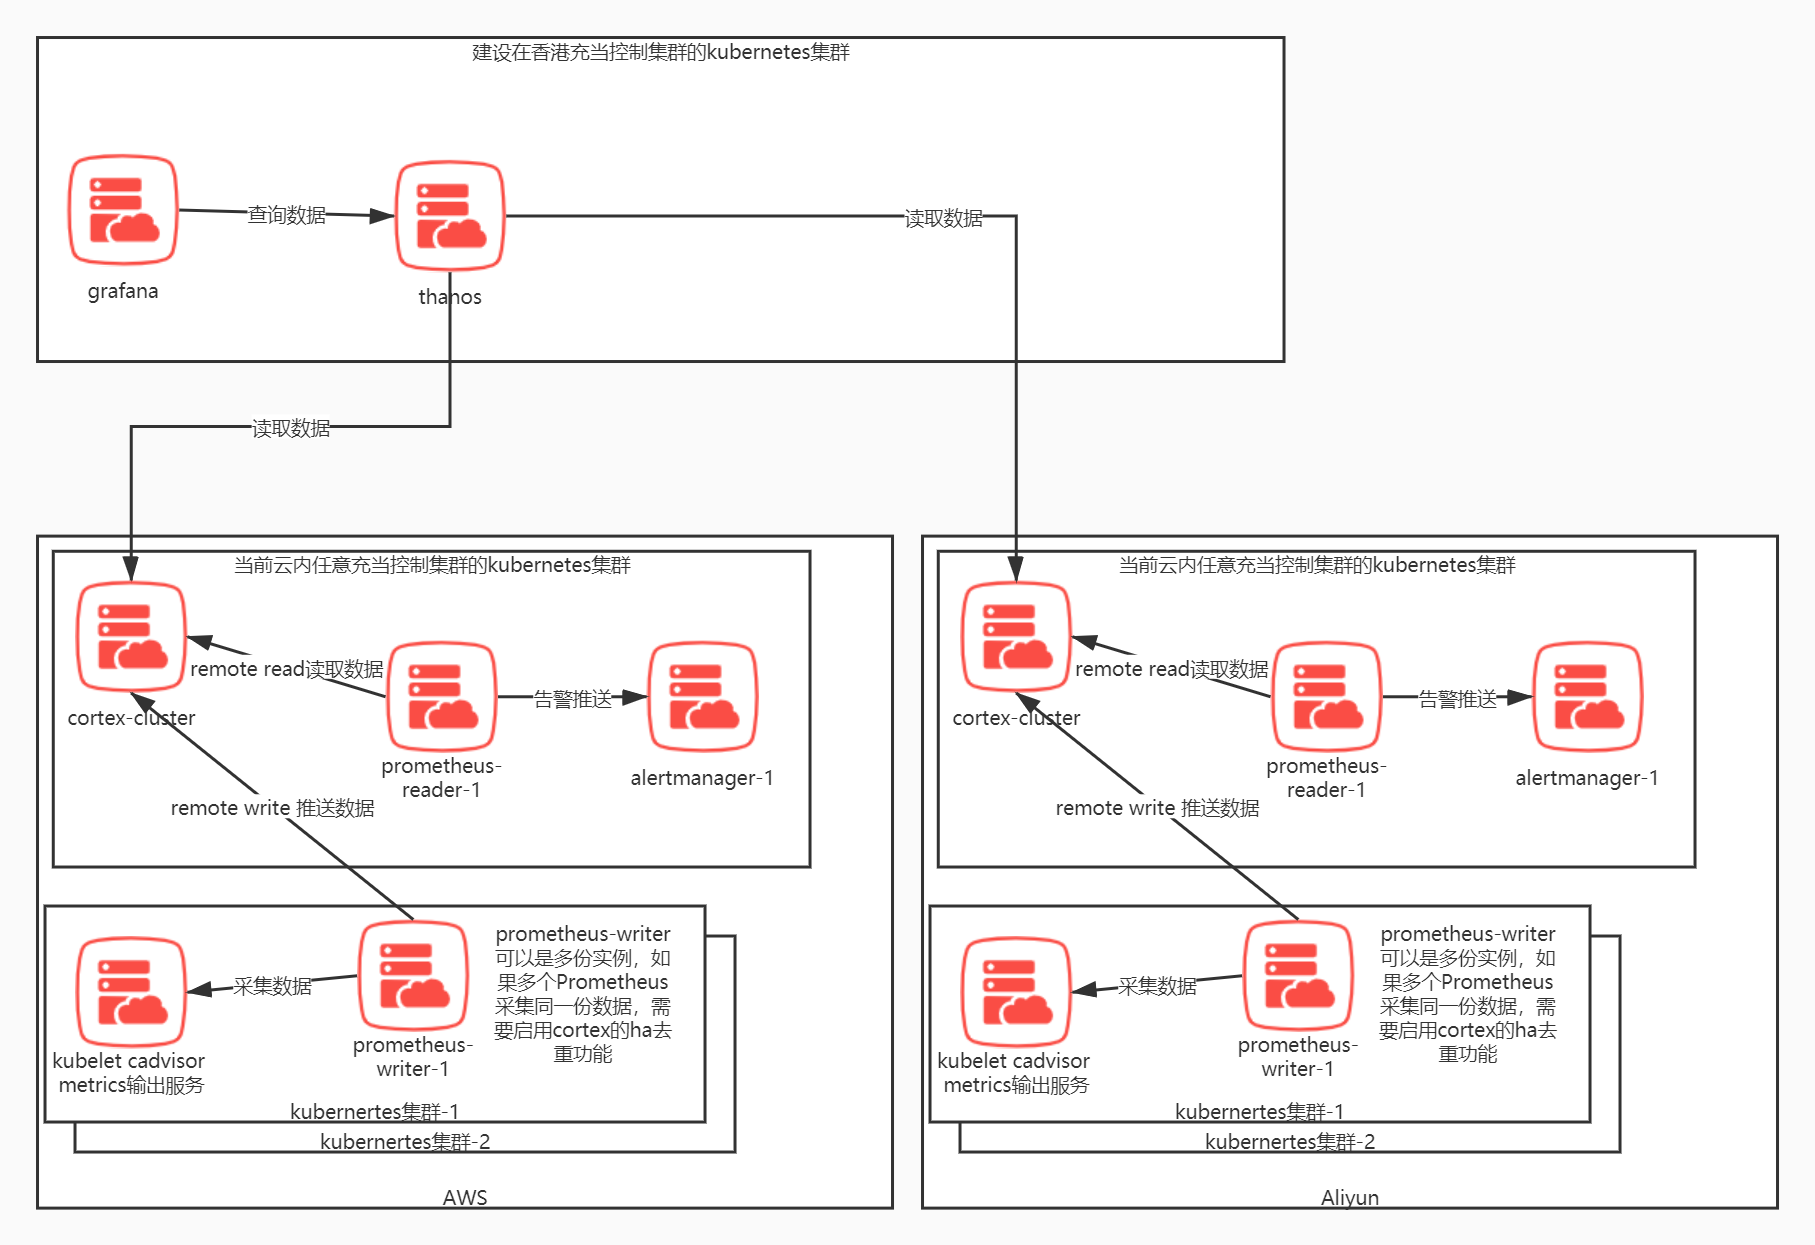 建设在香港充当控制集群的kubernetes集群
查询数据
读取数据
grafana
thanos
读取数据
当前云内任意充当控制集群的kubernetes集群
remote read读取数据
告警推送
cortex-cluster
prometheus-
reader-1
alertmanager-1
remote write 推送数据
prometheus-writer
可以是多份实例，如
果多个Prometheus
采集同一份数据，需
要启用cortex的ha去
重功能
采集数据
prometheus-
writer-1
kubelet cadvisor
metrics输出服务
kubernertes集群-1
kubernertes集群-2
AWS
当前云内任意充当控制集群的kubernetes集群
remote read读取数据
告警推送
cortex-cluster
prometheus-
reader-1
alertmanager-1
remote write 推送数据
prometheus-writer
可以是多份实例，如
果多个Prometheus
采集同一份数据，需
要启用cortex的ha去
重功能
采集数据
prometheus-
writer-1
kubelet cadvisor
metrics输出服务
kubernertes集群-1
kubernertes集群-2
Aliyun